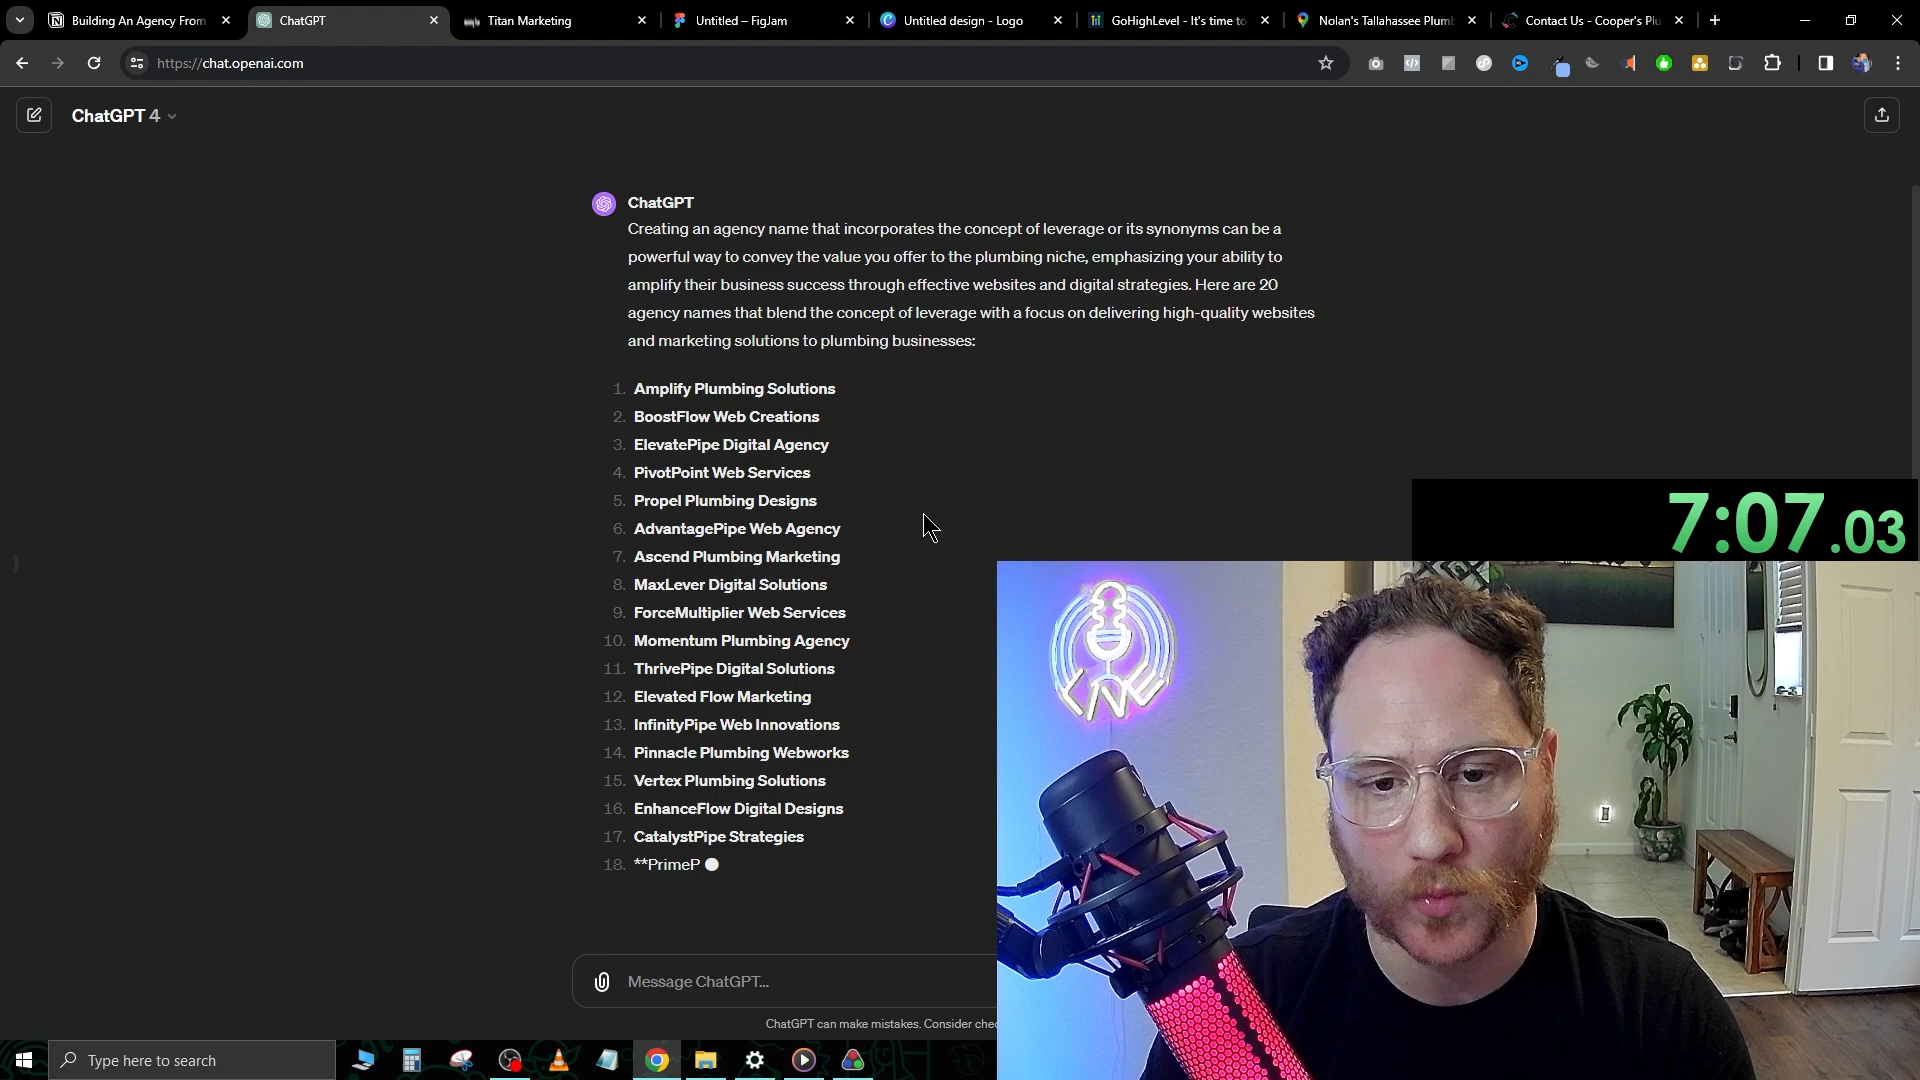 Building An Agency From
ChatGPT
Titan Marketing
Untitled – FigJam
Untitled design - Logo
GoHighLevel - It's time to
Nolan's Tallahassee Plum
Contact Us - Cooper's Plu
https://chat.openai.com
ChatGPT 4
ChatGPT
Creating an agency name that incorporates the concept of leverage or its synonyms can be a
powerful way to convey the value you offer to the plumbing niche, emphasizing your ability to
amplify their business success through effective websites and digital strategies. Here are 20
agency names that blend the concept of leverage with a focus on delivering high-quality websites
and marketing solutions to plumbing businesses:
1. Amplify Plumbing Solutions
2. BoostFlow Web Creations
3. ElevatePipe Digital Agency
4. PivotPoint Web Services
5. Propel Plumbing Designs
6. AdvantagePipe Web Agency
7. Ascend Plumbing Marketing
8. MaxLever Digital Solutions
9. ForceMultiplier Web Services
10. Momentum Plumbing Agency
11. ThrivePipe Digital Solutions
12. Elevated Flow Marketing
13. InfinityPipe Web Innovations
14. Pinnacle Plumbing Webworks
15. Vertex Plumbing Solutions
16. EnhanceFlow Digital Designs
17. CatalystPipe Strategies
18. **PrimeP
7:07.03
LIVE
Message ChatGPT...
ChatGPT can make mistakes. Consider chec
Type here to search